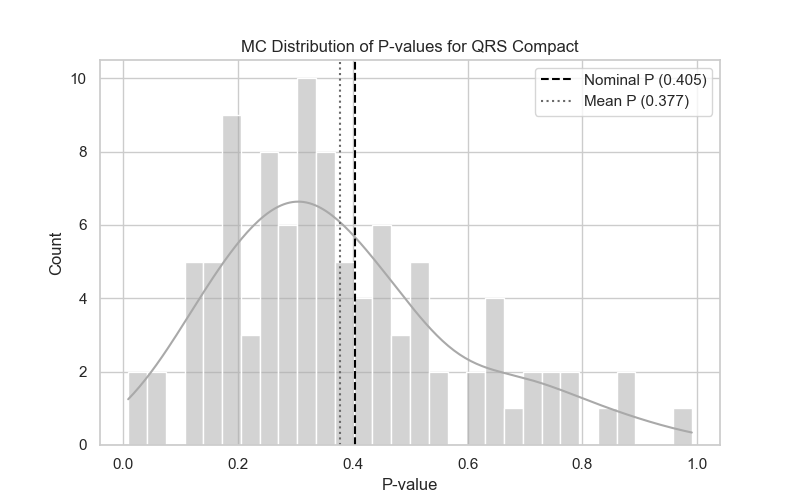 MC Distribution of P-values for QRS Compact
Nominal P (0.405)
Mean P (0.377)
10
8
6
4
2
0
Count
0.0 0.2 0.4 0.6 0.8 1.0
P-value